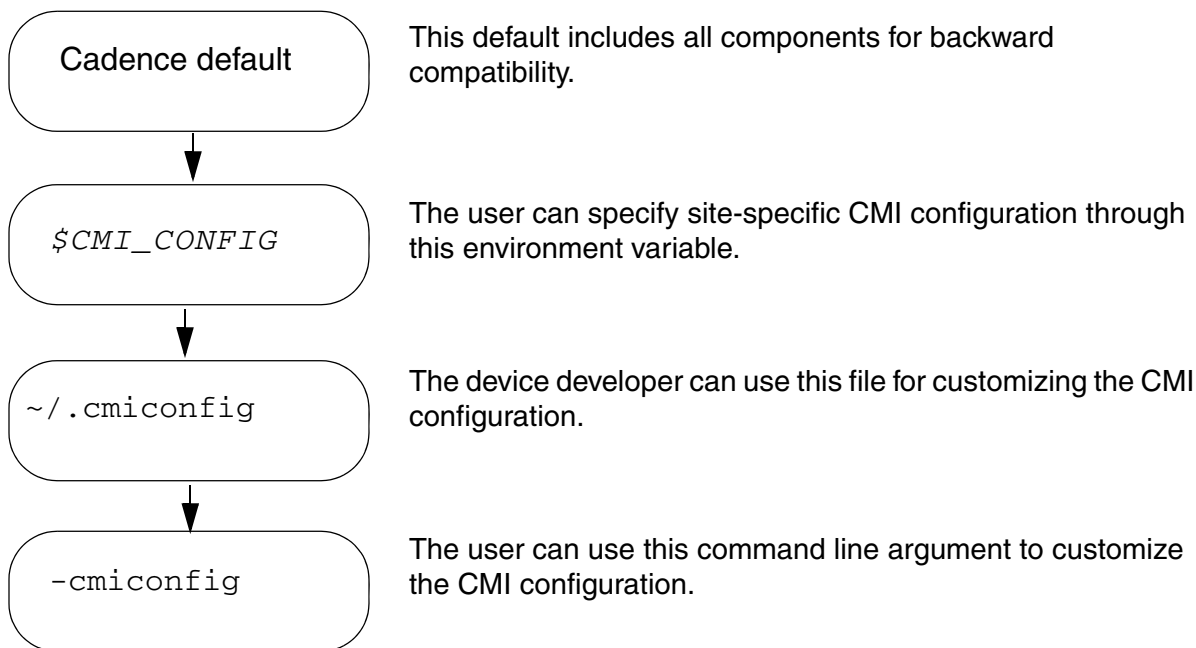 Cadence default
This default includes all components for backward
compatibility.
$CMI_CONFIG
The user can specify site-specific CMI configuration through
this environment variable.
~/.cmiconfig
The device developer can use this file for customizing the CMI
configuration.
-cmiconfig
The user can use this command line argument to customize
the CMI configuration.